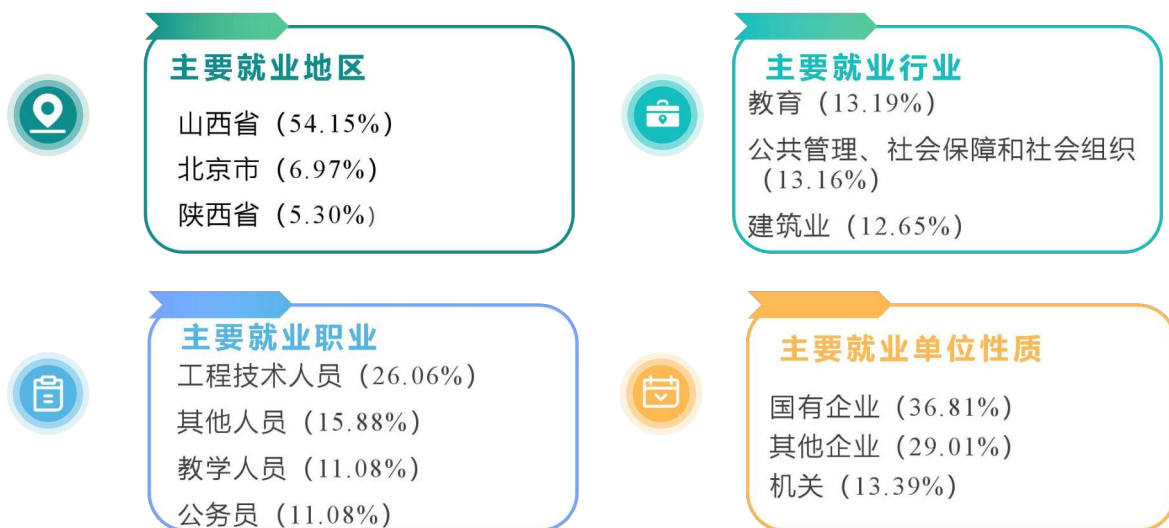 主要就业地区
山西省（54.15%）
北京市（6.97%）
陕西省（5.30%）
主要就业行业
教育（13.19%）
公共管理、社会保障和社会组织
（13.16%）
建筑业（12.65%）
主要就业职业
工程技术人员（26.06%）
其他人员（15.88%）
教学人员（11.08%）
公务员（11.08%）
主要就业单位性质
国有企业（36.81%）
其他企业（29.01%）
机关（13.39%）